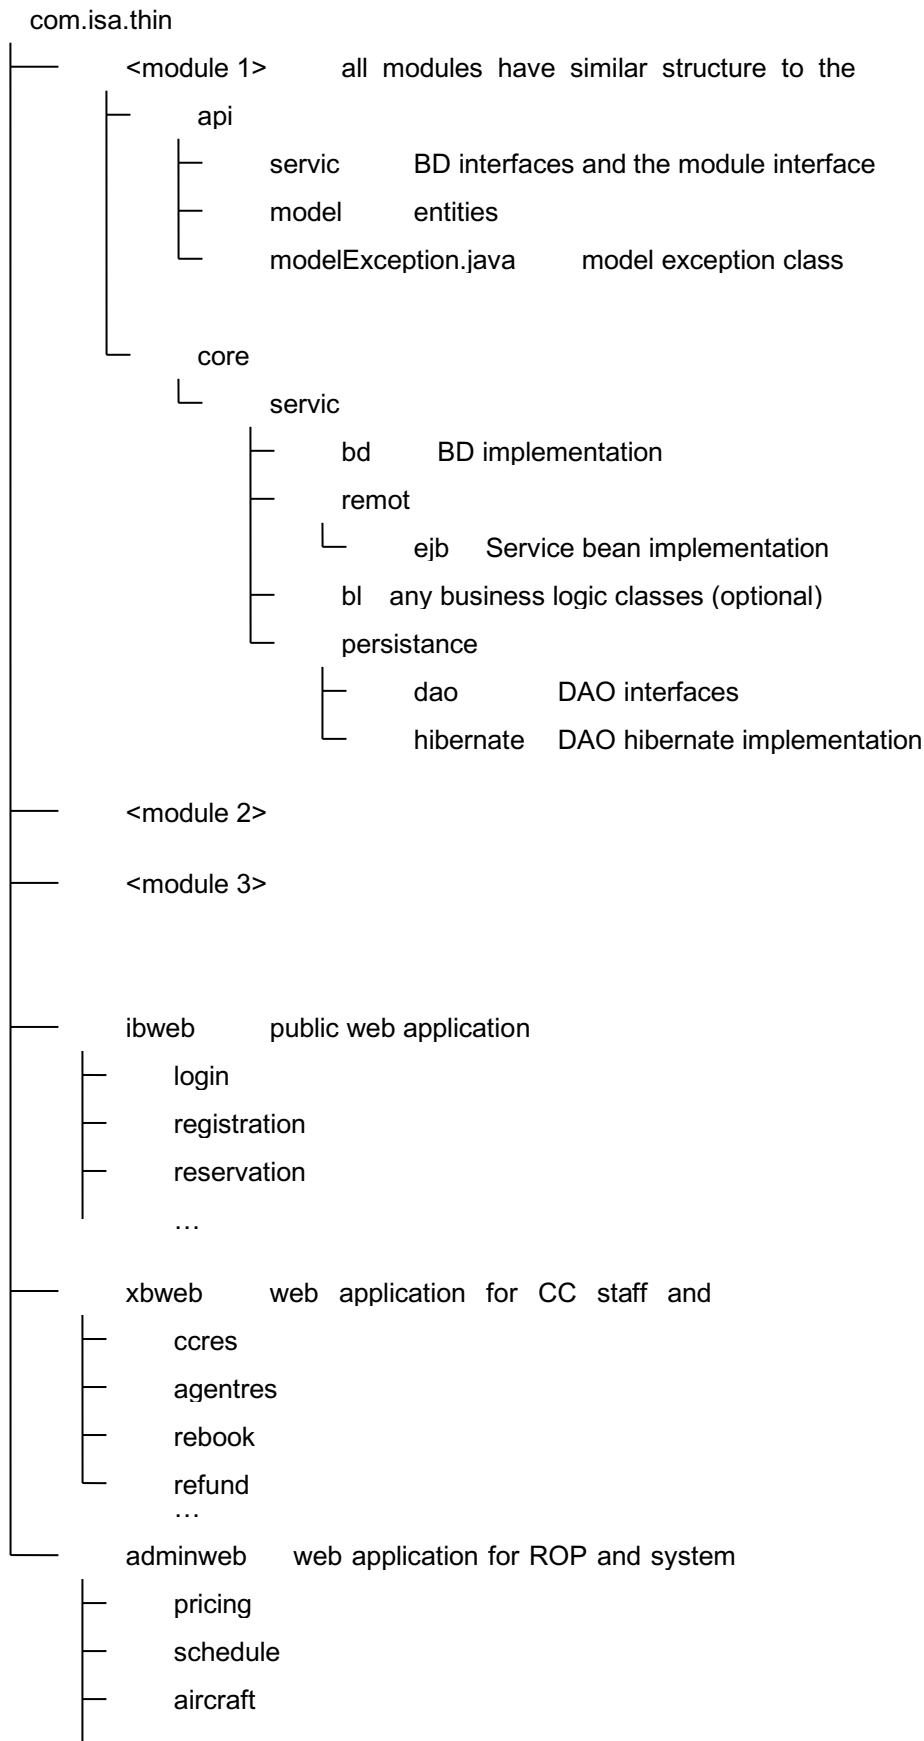 com.isa.thin
<module 1> all modules have similar structure to the
api
servic BD interfaces and the module interface
model entities
modelException.java model exception class
core
servic
bd BD implementation
remot
ejb Service bean implementation
bl any business logic classes (optional)
persistance
dao DAO interfaces
hibernate DAO hibernate implementation
<module 2>
<module 3>
ibweb public web application
login
registration
reservation
…
xbweb web application for CC staff and
ccres
agentres
rebook
refund
…
adminweb web application for ROP and system
pricing
schedule
aircraft